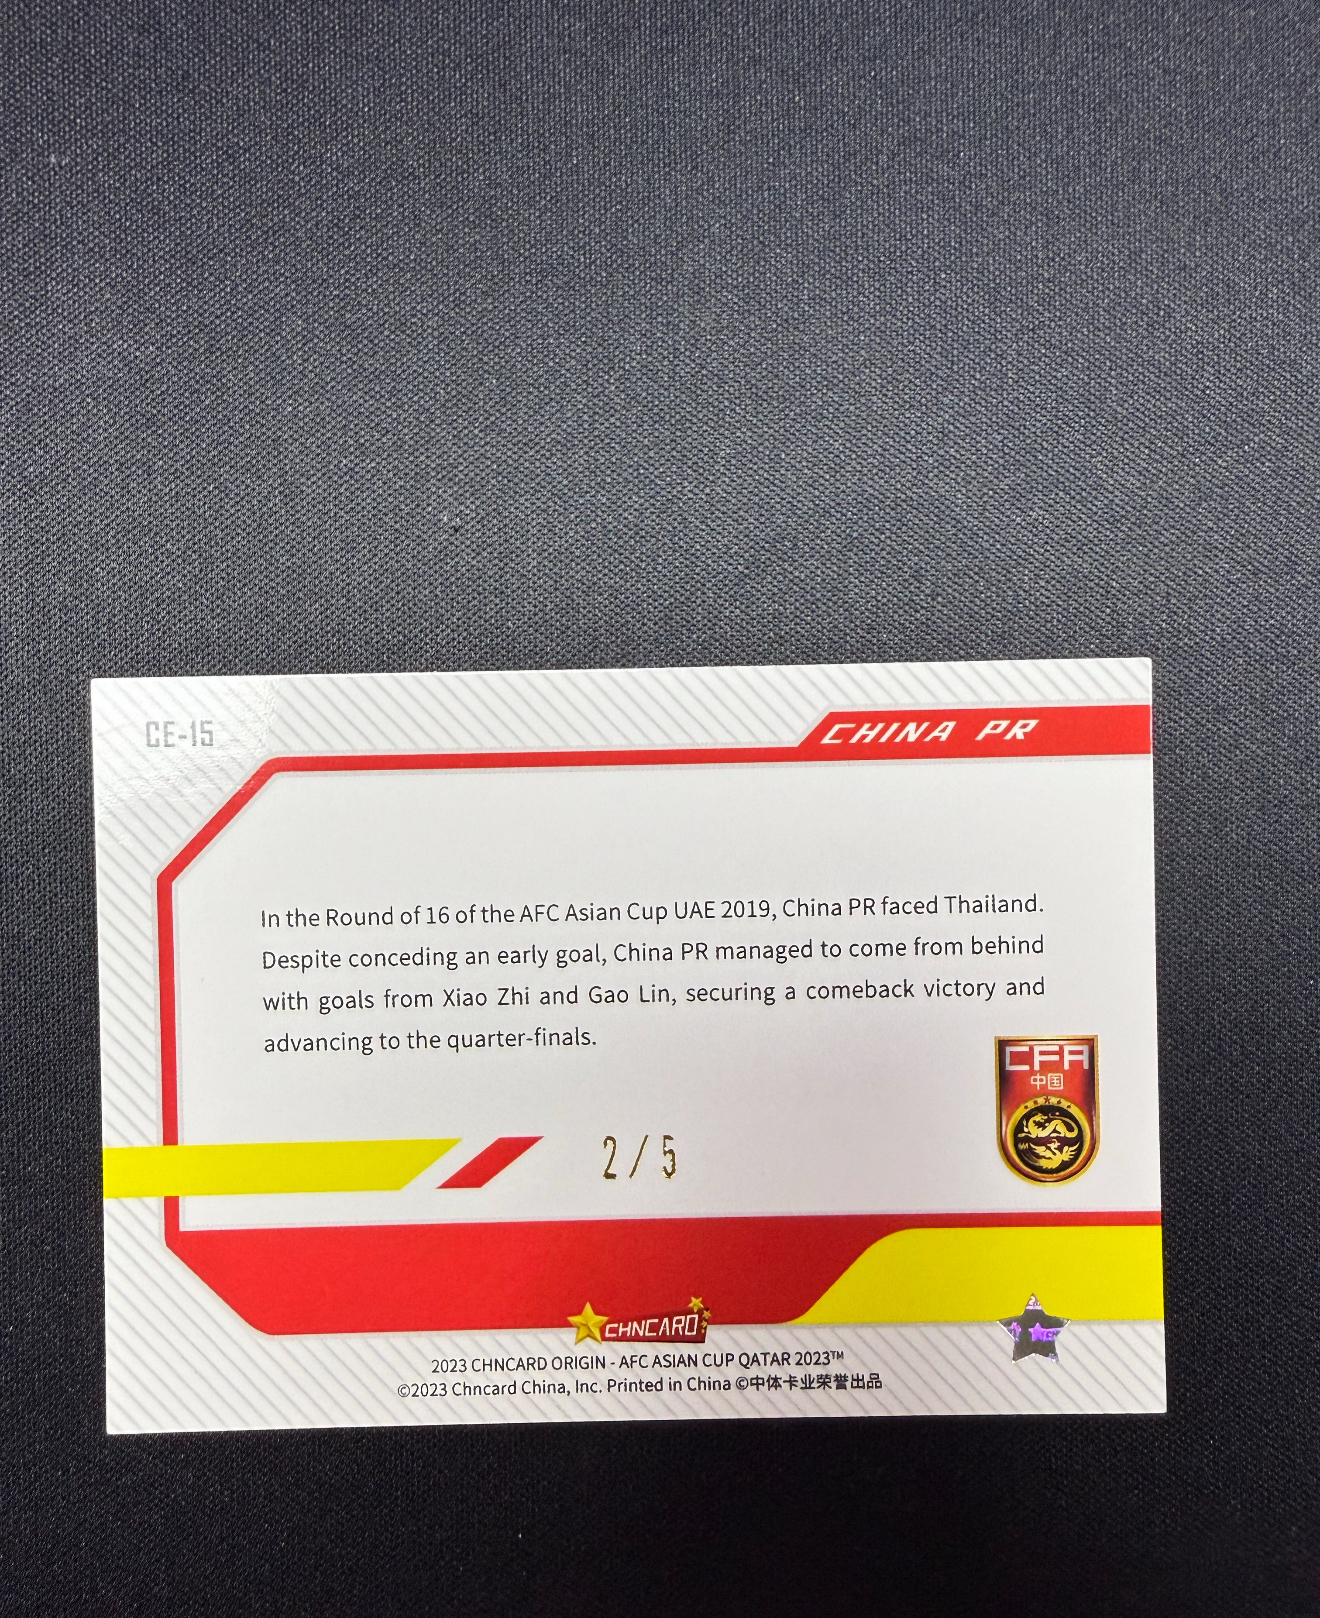 CE-15
CHINA PR
In the Round of 16 of the AFC Asian Cup UAE 2019, China PR faced Thailand.
Despite conceding an early goal, China PR managed to come from behind
with goals from Xiao Zhi and Gao Lin, securing a comeback victory and
advancing to the quarter-finals.
CFA
中国
2/5
CHNCARD
2023 CHNCARD ORIGIN - AFC ASIAN CUP QATAR 2023™
©2023 Chncard China, Inc. Printed in China ©中体卡业荣誉出品